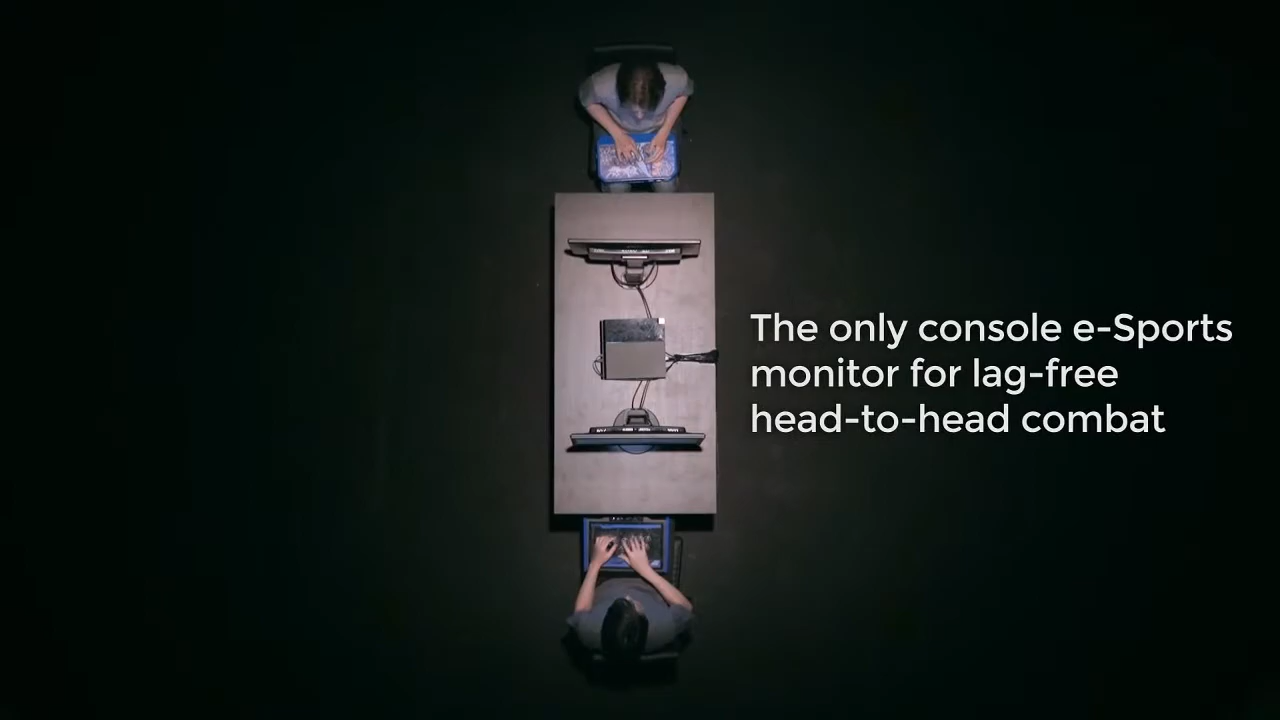 The only console e-Sports
monitor for lag-free
head-to-head combat